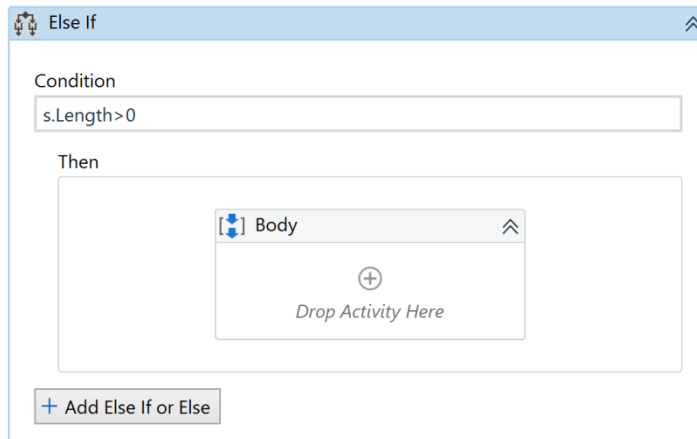 Else If
Condition
s.Length>0
Then
Body
Drop Activity Here
Add Else If or Else